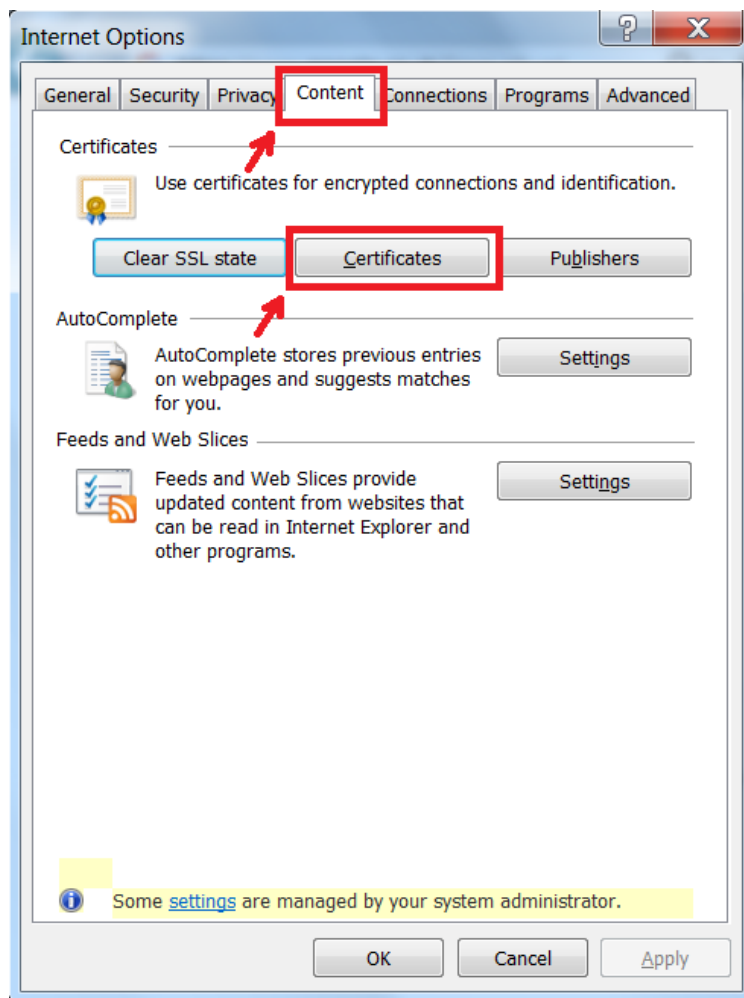 Internet Options
General Security Privacy Content Connections Programs Advanced
Certificates
Use certificates for encrypted connections and identification.
Clear SSL state Certificates Publishers
AutoComplete
AutoComplete stores previous entries
on webpages and suggests matches
for you.
Settings
Feeds and Web Slices
Feeds and Web Slices provide
updated content from websites that
can be read in Internet Explorer and
other programs.
Settings
Some settings are managed by your system administrator.
OK Cancel Apply